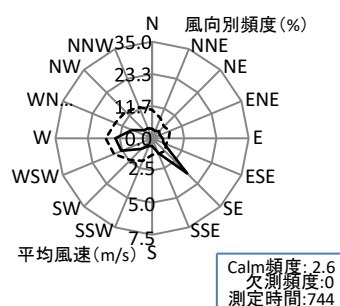 N 風向別頻度(%)
35.0
NNW NNE
NW 23.3 NE
WN... 11.7 ENE
W 0.0 E
WSW 2.5 ESE
SW 5.0 SE
SSW SSE
7.5
平均風速(m/s) S
Calm頻度: 2.6
欠測頻度:0
測定時間:744